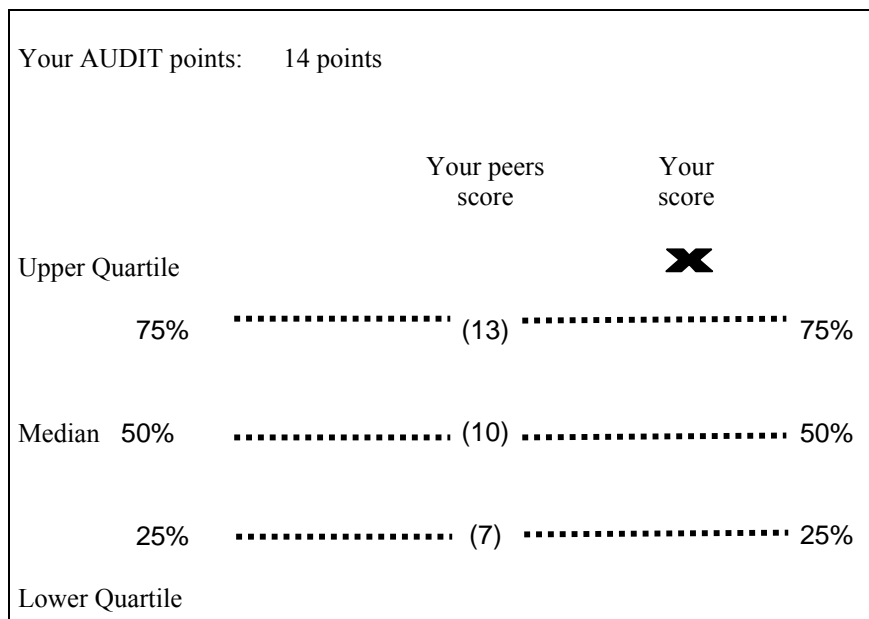 Your AUDIT points: 14 points
Your peers Your
score score
Upper Quartile
75% (13) 75%
Median 50% (10) 50%
25% (7) 25%
Lower Quartile